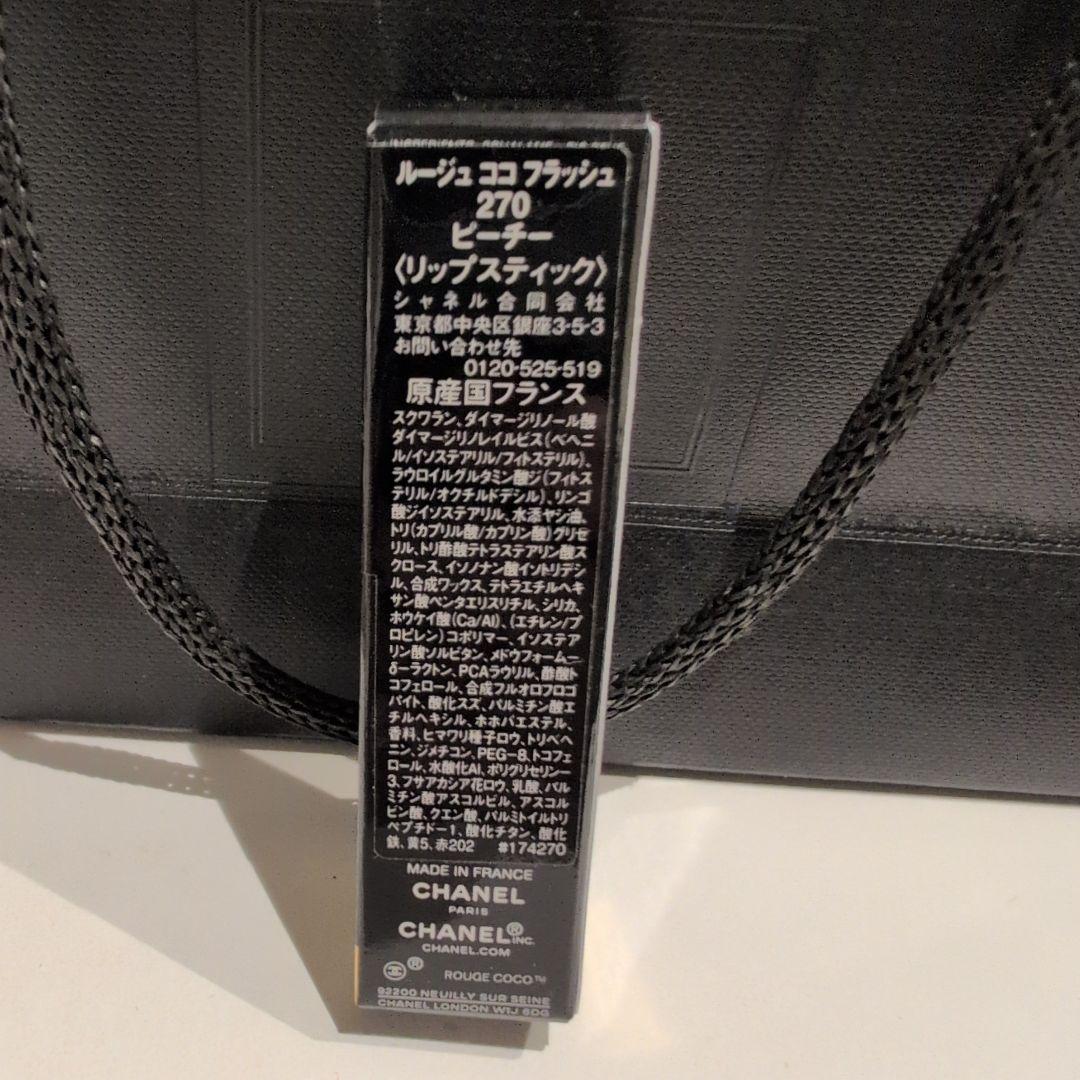 ルージュ ココ フラッシュ
270
ピーチー
〈リップスティック〉
シャネル合同会社
東京都中央区銀座3-5-3
お問い合わせ先
0120-525-519
原産国フランス
スクワラン、ダイマージリノール酸
ダイマージリノレイルビス(ベヘニ
ル/イソステアリル/フィトステリル)、
ラウロイルグルタミン酸ジ(フィトス
テリル/オクチルドデシル)、リンゴ
酸ジイソステアリル、水添ヤシ油、
トリ(カプリル酸/カプリン酸)グリセ
リル、トリ酢酸テトラステアリン酸ス
クロース、イソノナン酸イソトリデシ
ル、合成ワックス、テトラエチルヘキ
サン酸ペンタエリスリチル、シリカ、
ホウケイ酸(Ca/Al)、(エチレン/プ
ロピレン)コポリマー、イソステア
リン酸ソルビタン、メドウフォームー
δーラクトン、PCAラウリル、酢酸ト
コフェロール、合成フルオロフロゴ
パイト、酸化スズ、パルミチン酸エ
チルヘキシル、ホホバエステル、
香料、ヒマワリ種子ロウ、トリベヘ
ニン、ジメチコン、PEG-8、トコフェ
ロール、水酸化Al、ポリグリセリン-
3、フサアカシア花ロウ、乳酸、パル
ミチン酸アスコルビル、アスコル
ビン酸、クエン酸、パルミトイルトリ
ペプチド-1、酸化チタン、酸化
鉄、黄5、赤202 #174270
MADE IN FRANCE
CHANEL
PARIS
CHANEL® INC.
CHANEL.COM
® ROUGE COCO™
92200 NEUILLY SUR SEINE
CHANEL LONDON W1J 6DG